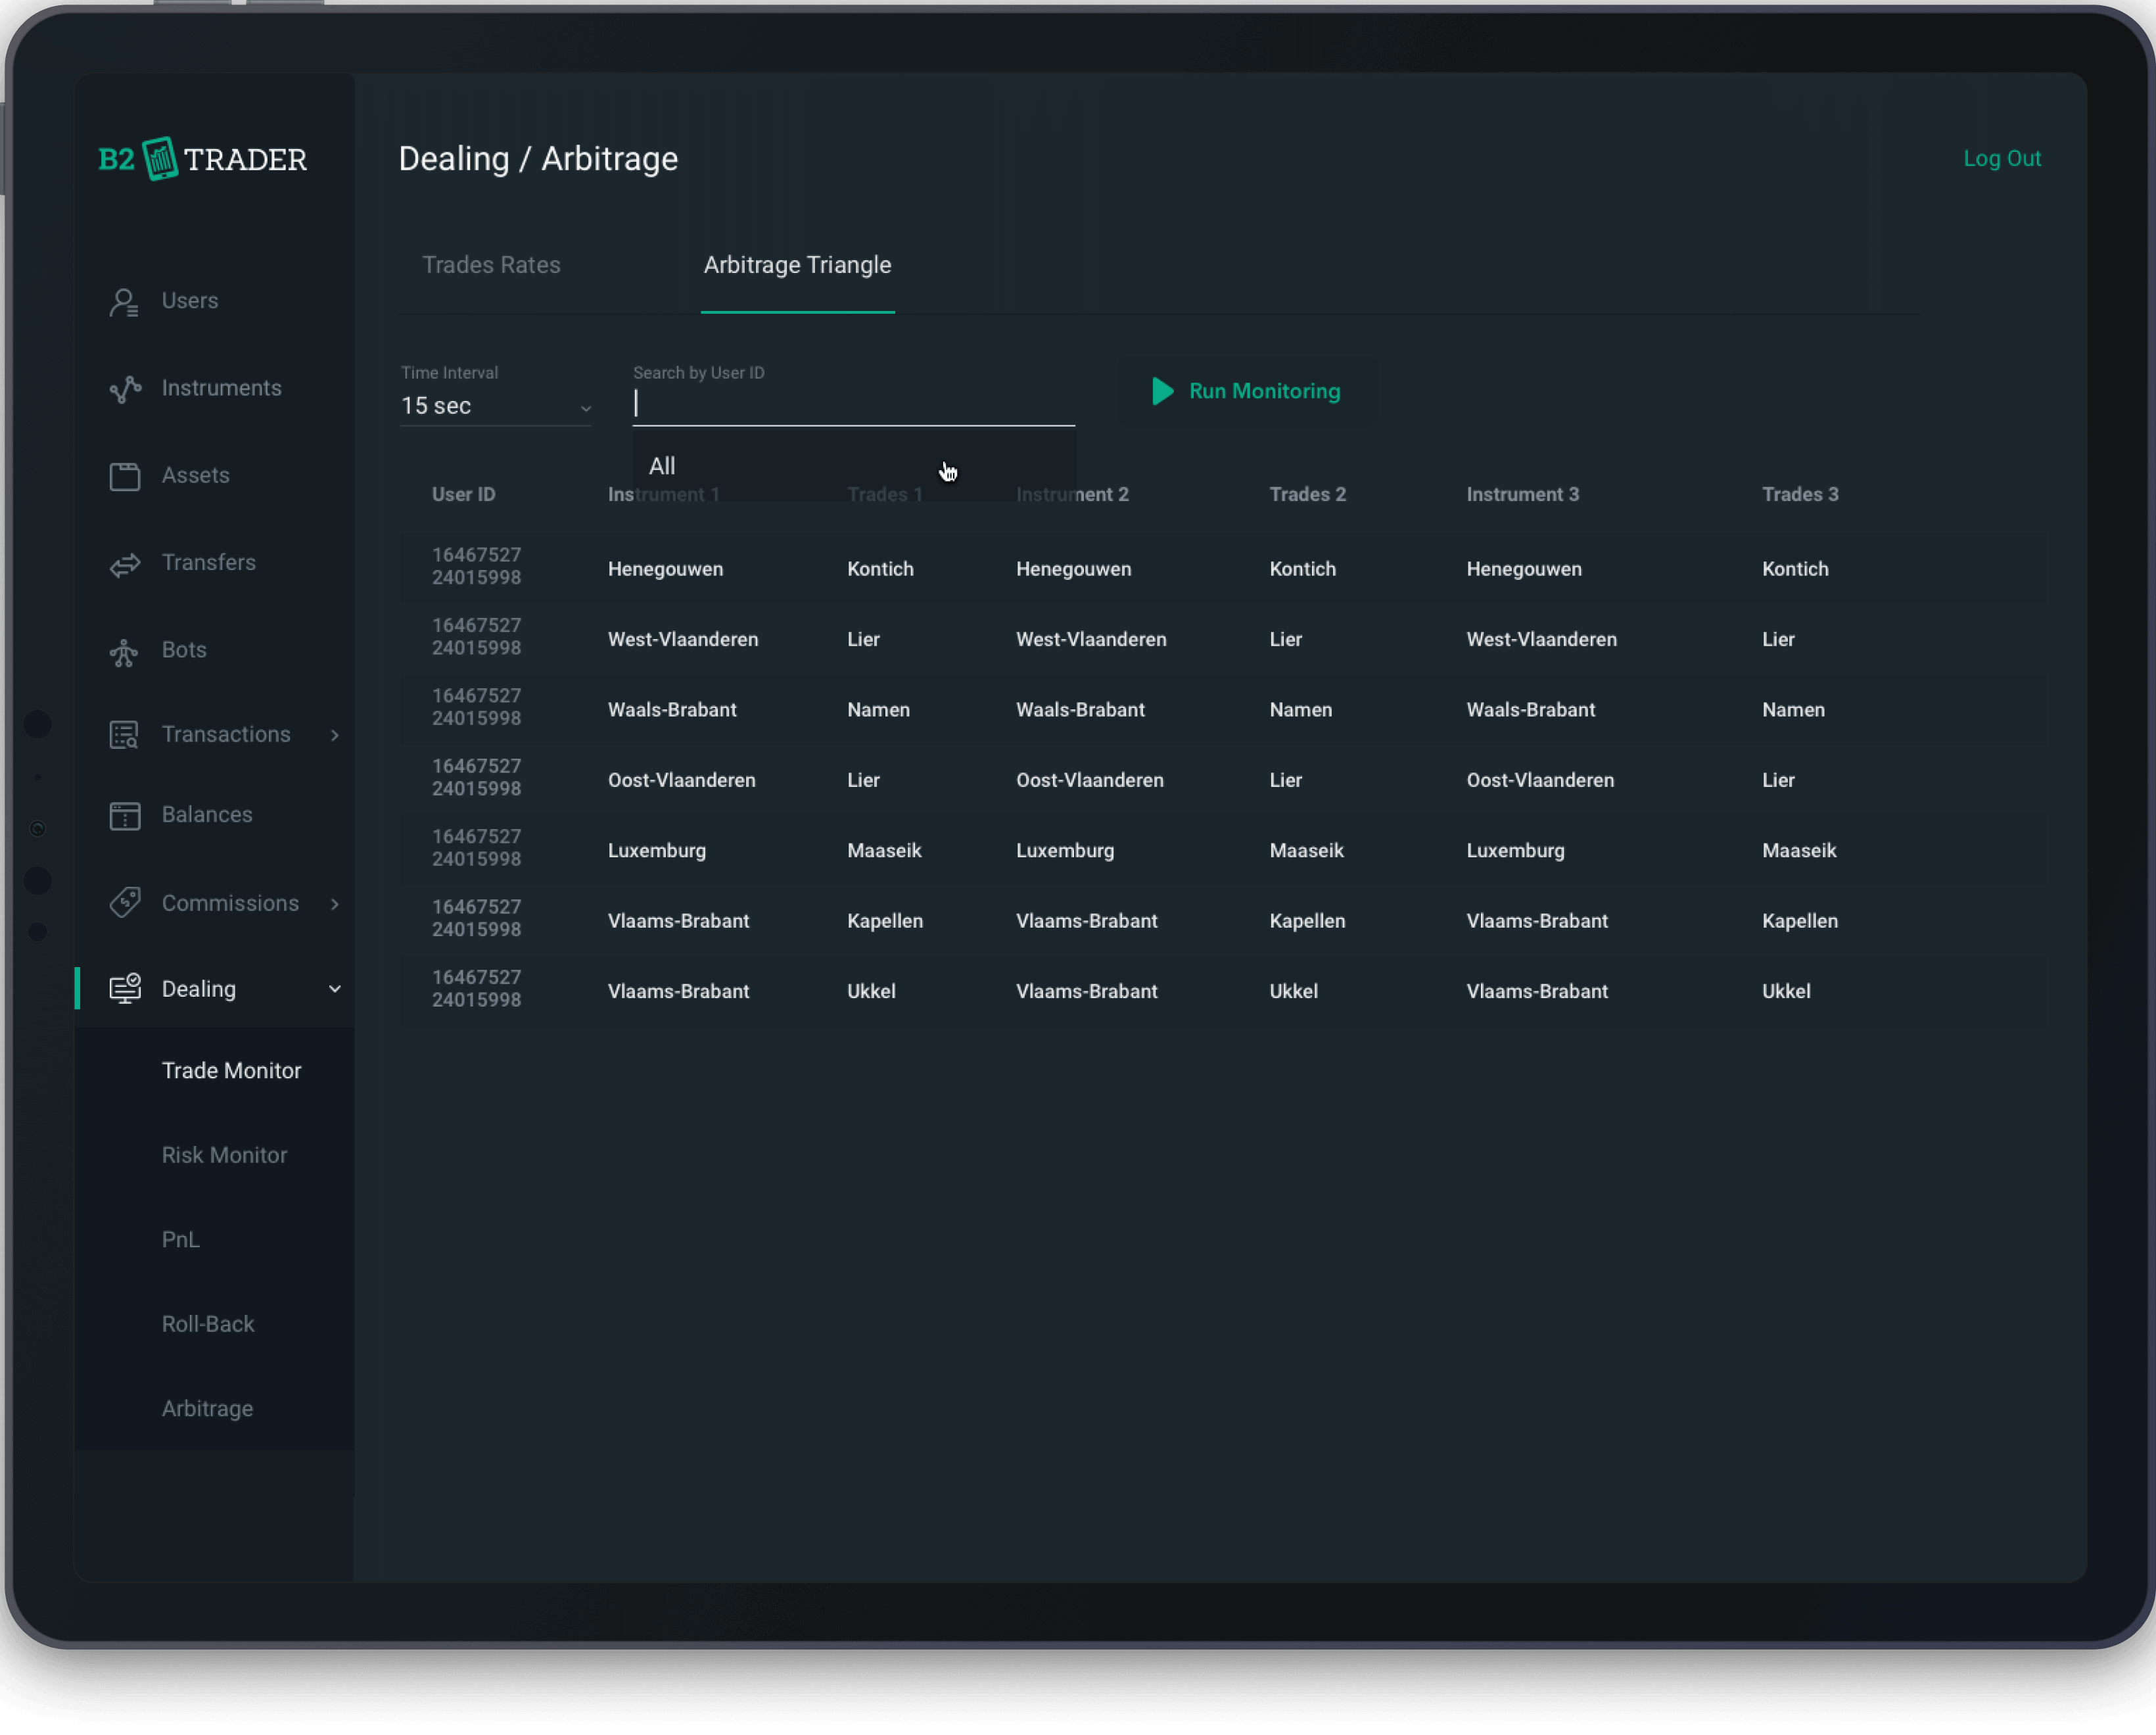 B2 TRADER
Dealing / Arbitrage
Log Out
Users
Instruments
Assets
Transfers
Bots
Transactions
Balances
Commissions
Dealing
Trade Monitor
Risk Monitor
PnL
Roll-Back
Arbitrage
Trades Rates
Arbitrage Triangle
Time Interval
15 sec
Search by User ID
Run Monitoring
All
User ID Instrument 1 Trades 1 Instrument 2 Trades 2 Instrument 3 Trades 3
16467527
24015998
Henegouwen Kontich Henegouwen Kontich Henegouwen Kontich
16467527
24015998
West-Vlaanderen Lier West-Vlaanderen Lier West-Vlaanderen Lier
16467527
24015998
Waals-Brabant Namen Waals-Brabant Namen Waals-Brabant Namen
16467527
24015998
Oost-Vlaanderen Lier Oost-Vlaanderen Lier Oost-Vlaanderen Lier
16467527
24015998
Luxemburg Maaseik Luxemburg Maaseik Luxemburg Maaseik
16467527
24015998
Vlaams-Brabant Kapellen Vlaams-Brabant Kapellen Vlaams-Brabant Kapellen
16467527
24015998
Vlaams-Brabant Ukkel Vlaams-Brabant Ukkel Vlaams-Brabant Ukkel